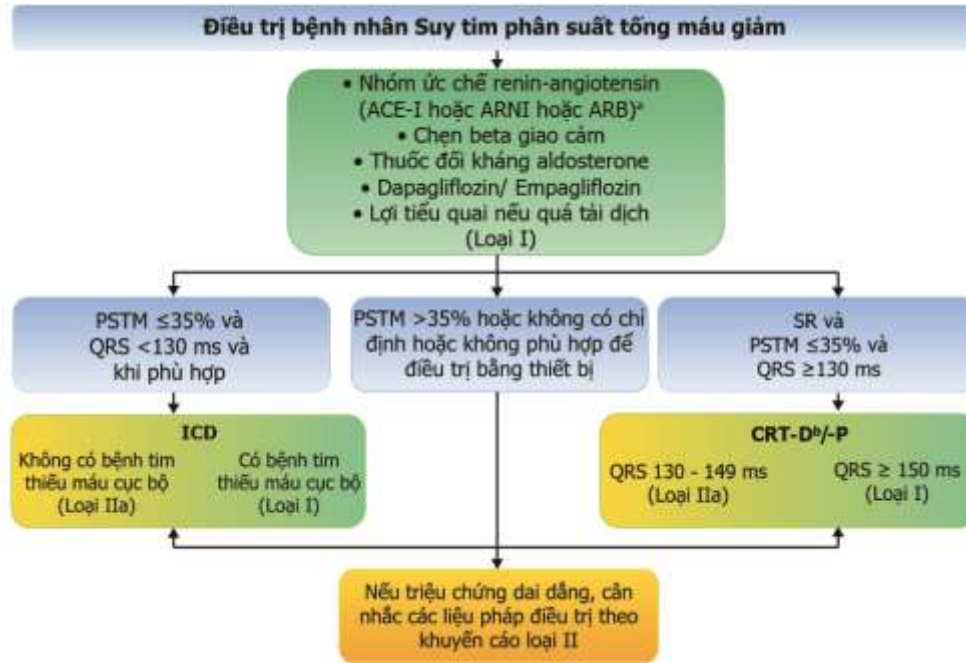 Điều trị bệnh nhân Suy tim phân suất tống máu giảm
• Nhóm ức chế renin-angiotensin
(ACE-I hoặc ARNI hoặc ARB)ᵃ
• Chẹn beta giao cảm
• Thuốc đối kháng aldosterone
• Dapagliflozin/ Empagliflozin
• Lợi tiểu quai nếu quá tải dịch
(Loại I)
PSTM ≤35% và
QRS <130 ms và
khi phù hợp
PSTM >35% hoặc không có chỉ
định hoặc không phù hợp để
điều trị bằng thiết bị
SR và
PSTM ≤35% và
QRS ≥130 ms
ICD
Không có bệnh tim
thiếu máu cục bộ
(Loại IIa)
Có bệnh tim
thiếu máu cục bộ
(Loại I)
CRT-Dᵇ/-P
QRS 130 - 149 ms
(Loại IIa)
QRS ≥ 150 ms
(Loại I)
Nếu triệu chứng dai dẳng, cân
nhắc các liệu pháp điều trị theo
khuyến cáo loại II